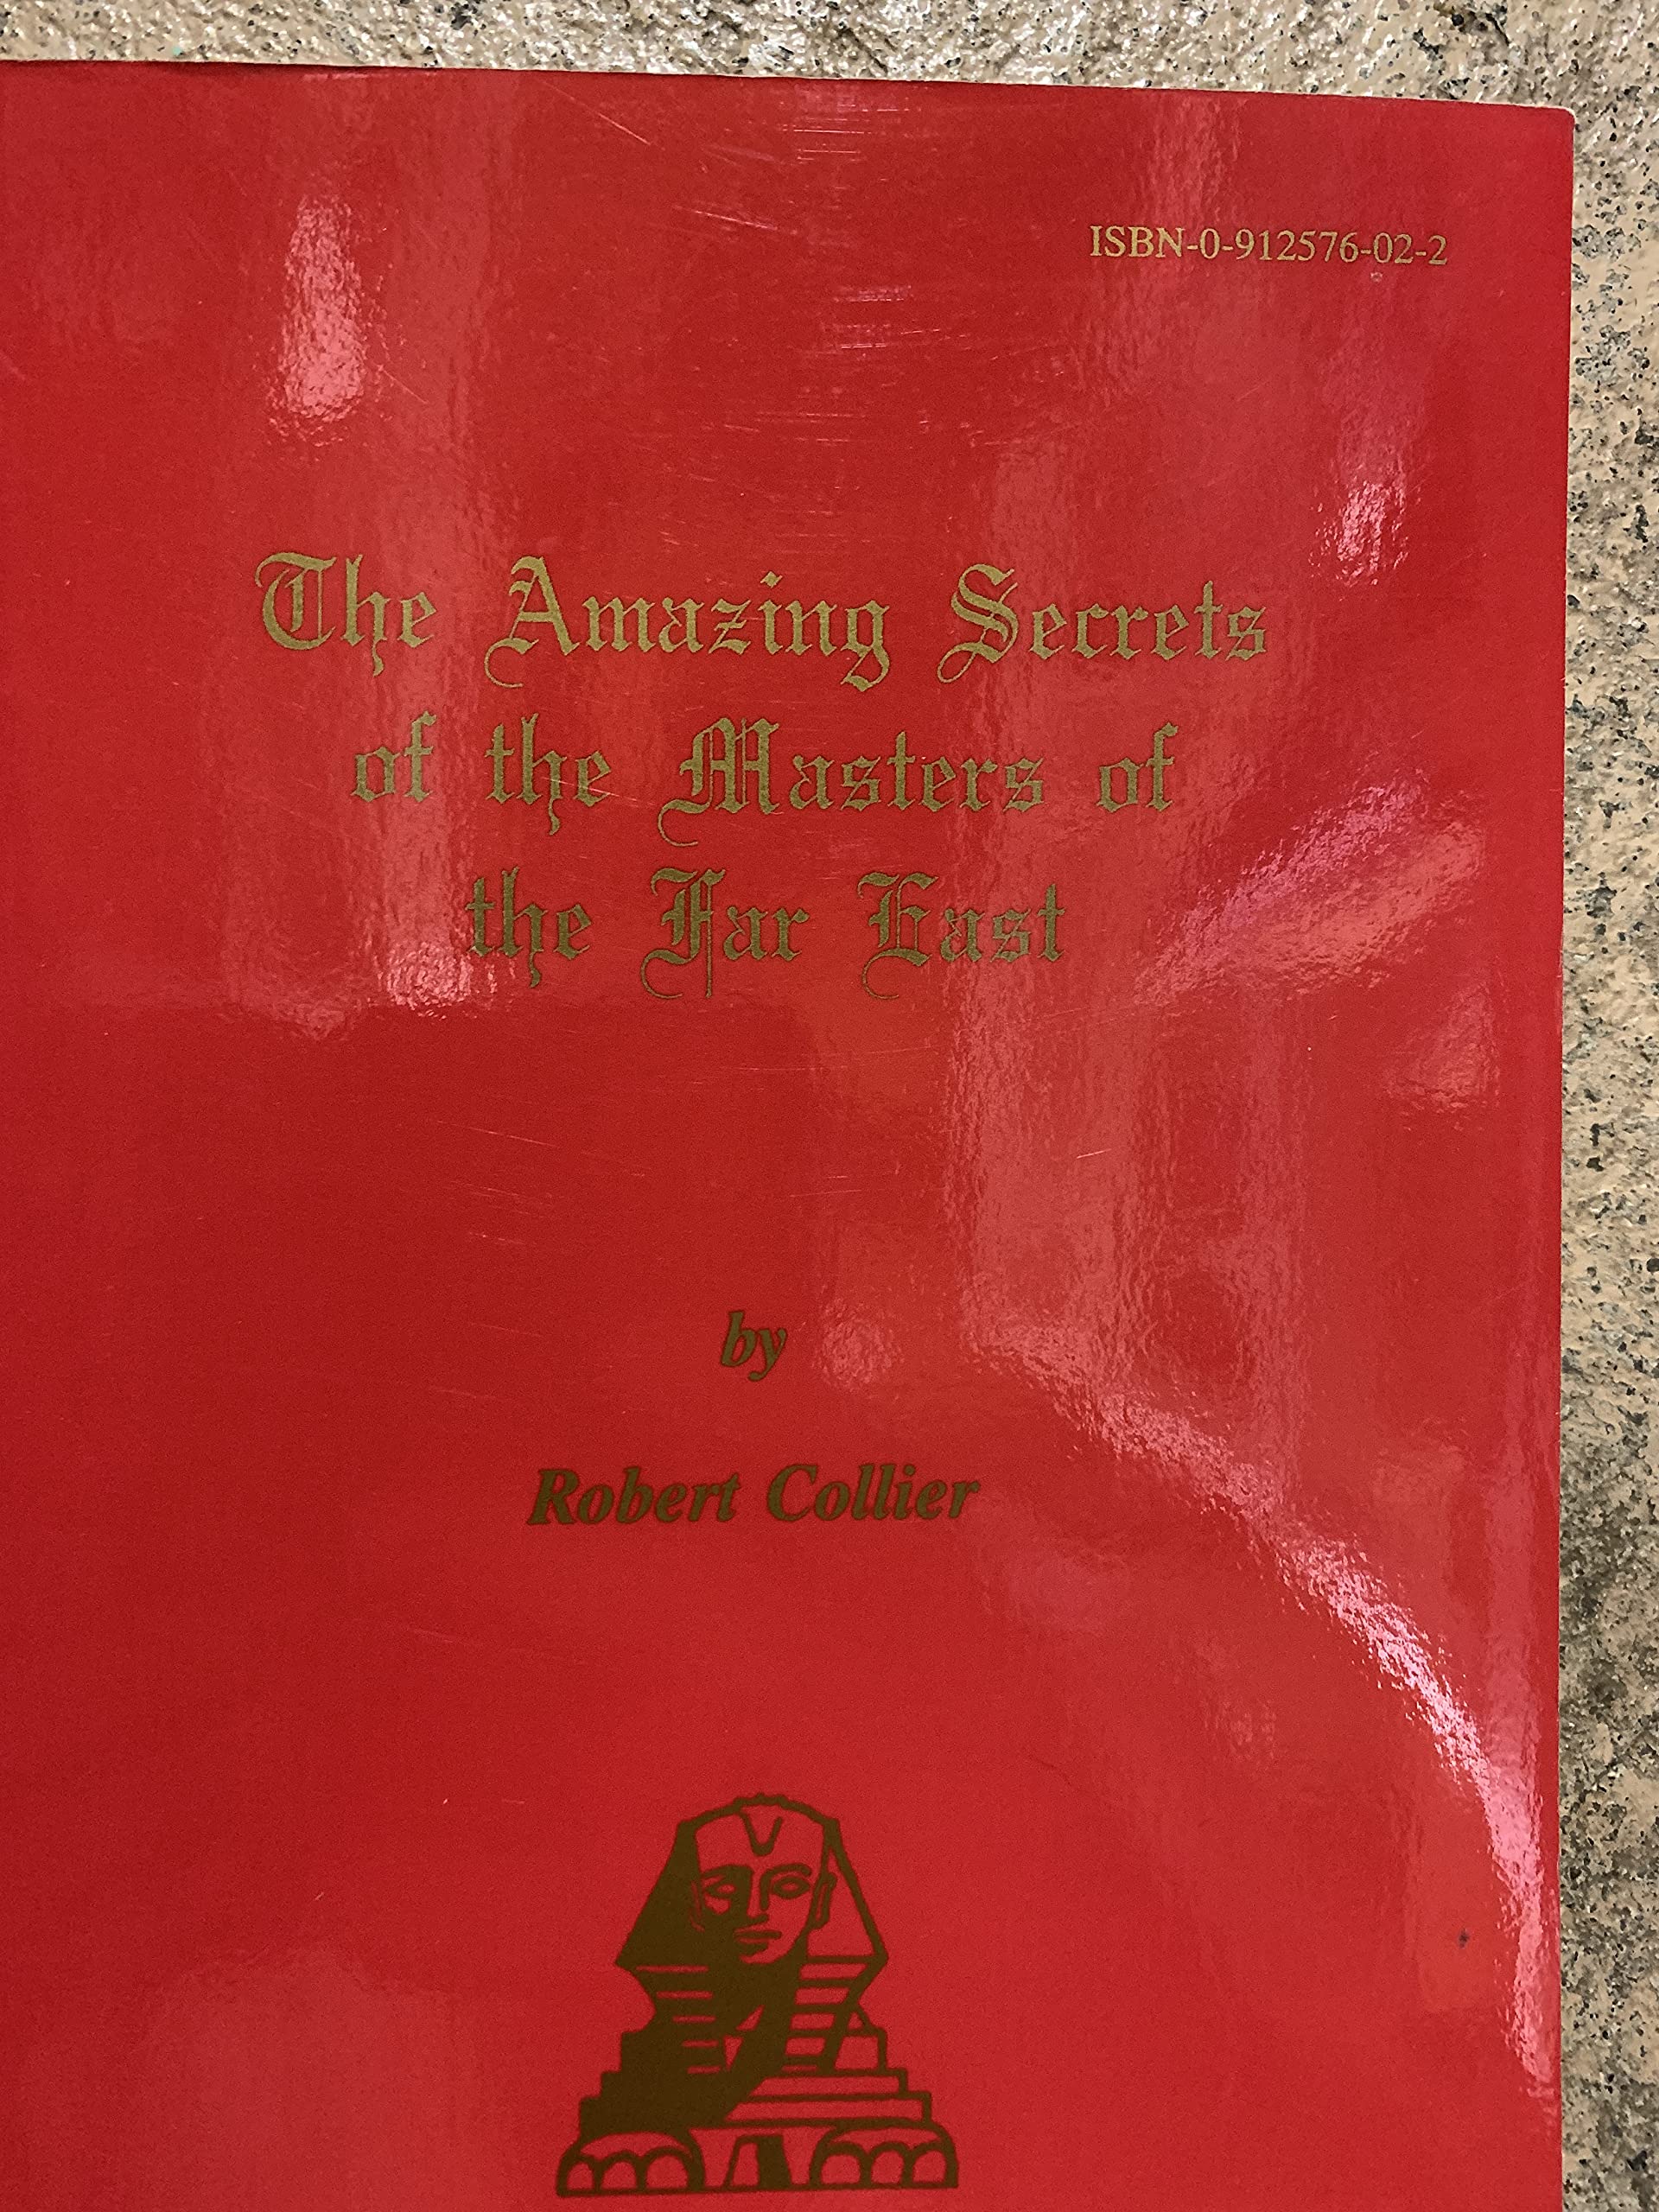 ISBN-0-912576-02-2
The Amazing Secrets
of the Masters of
the Far East
by
Robert Collier